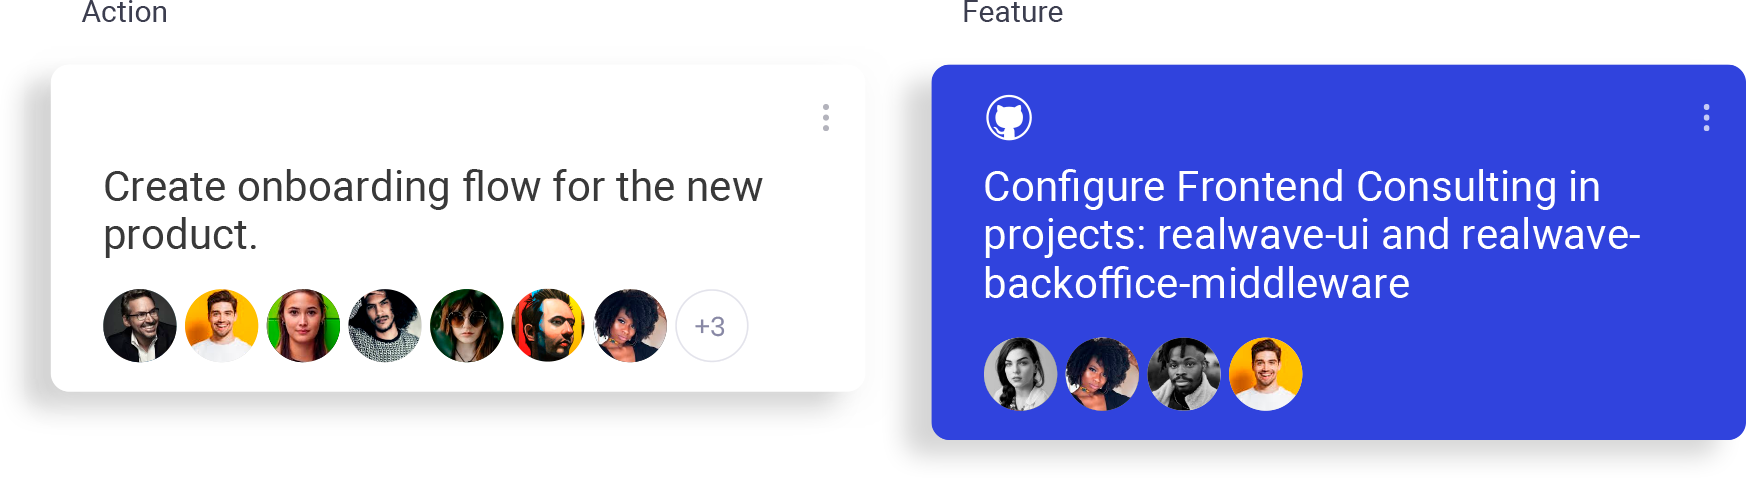 Action
Create onboarding flow for the new
product.
+3
Feature
Configure Frontend Consulting in
projects: realwave-ui and realwave-
backoffice-middleware